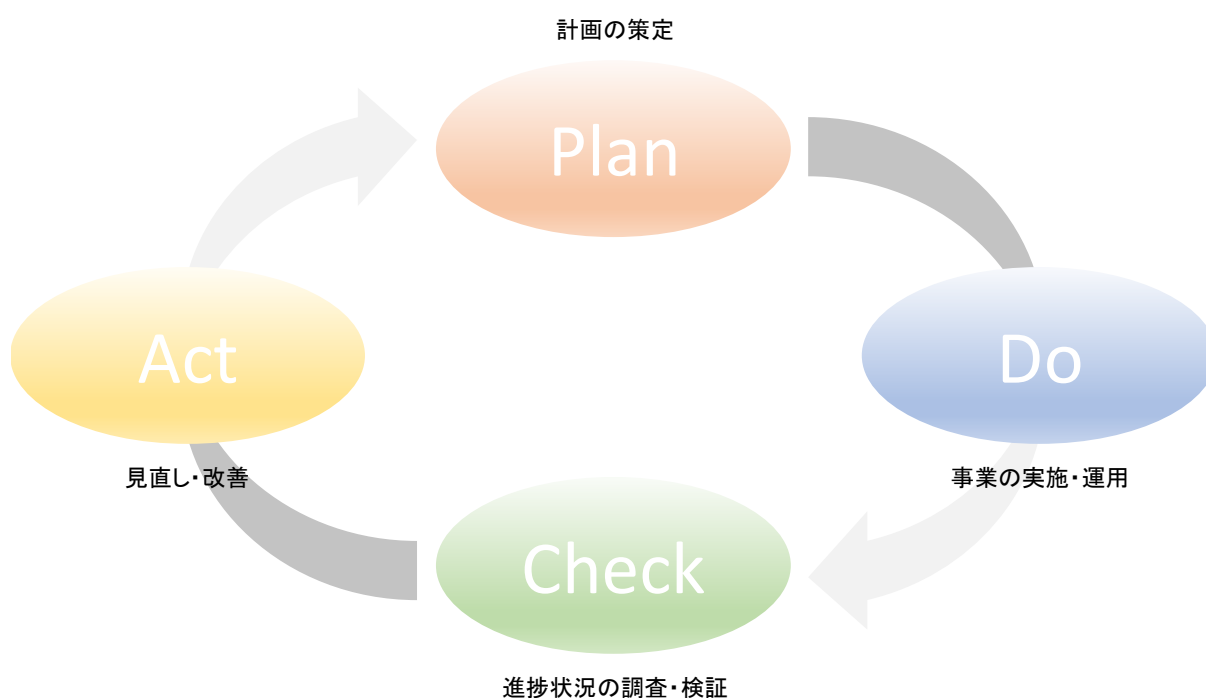 計画の策定
Plan
Do
事業の実施・運用
Check
進捗状況の調査・検証
Act
見直し・改善